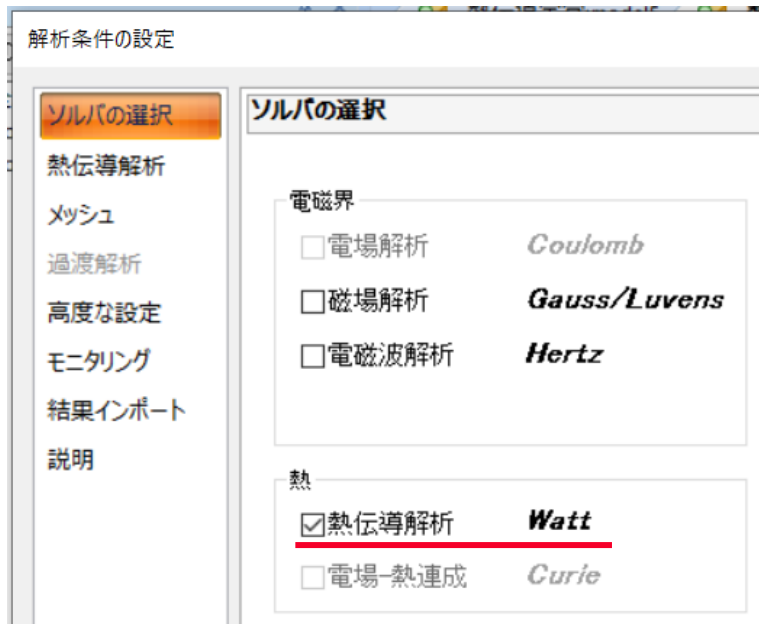 解析条件の設定
ソルバの選択
熱伝導解析
メッシュ
過渡解析
高度な設定
モニタリング
結果インポート
説明
ソルバの選択
電磁界
電場解析 Coulomb
磁場解析 Gauss/Luvens
電磁波解析 Hertz
熱
熱伝導解析 Watt
電場-熱連成 Curie